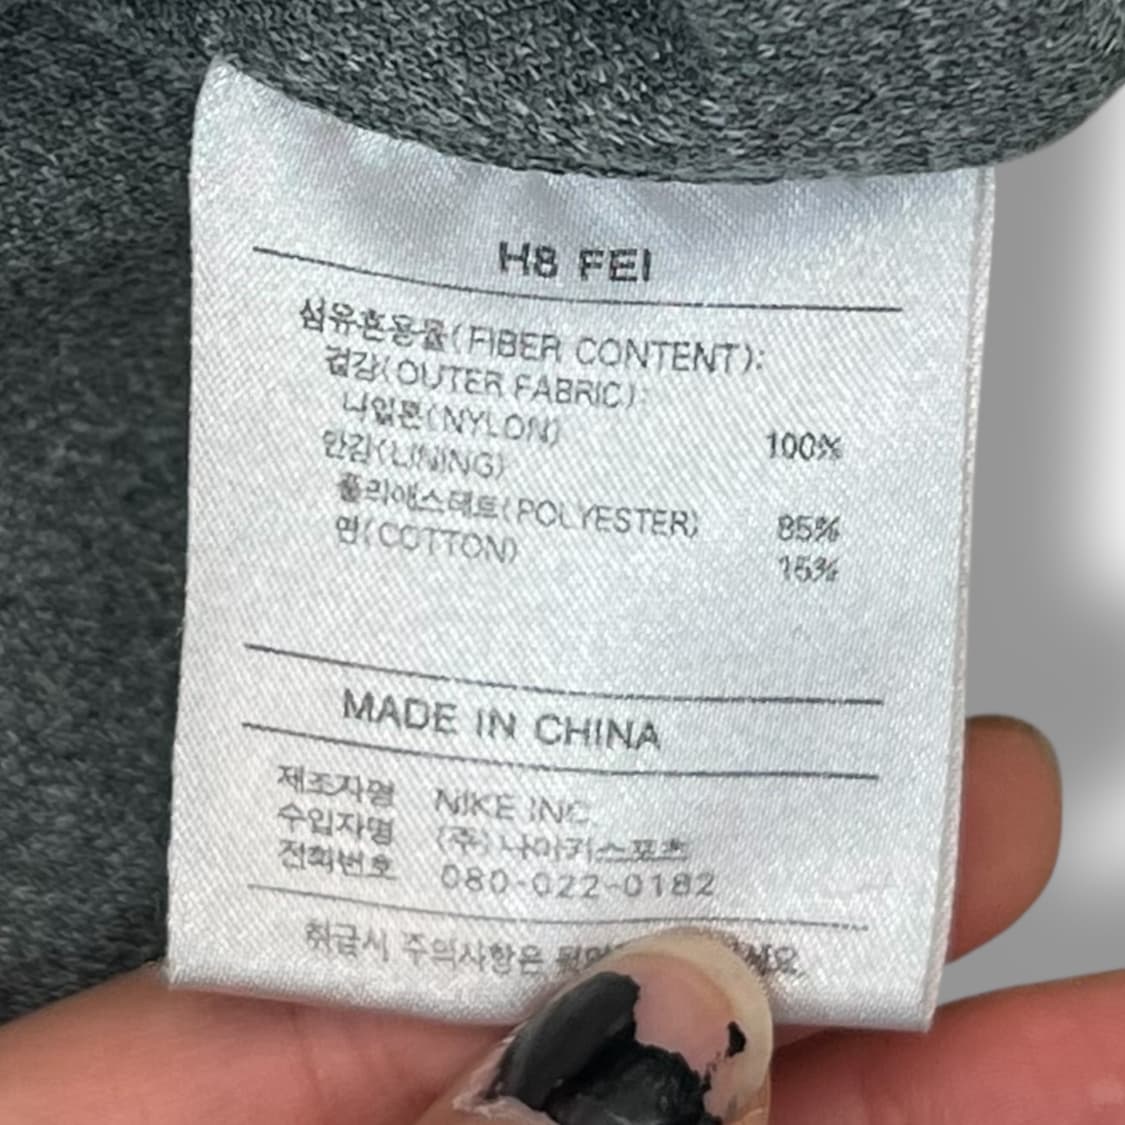 H8 FEI
섬유혼용율(FIBER CONTENT):
겉감(OUTER FABRIC):
나일론(NYLON) 100%
안감(LINING)
폴리애스테트(POLYESTER) 85%
면(COTTON) 15%
MADE IN CHINA
제조자명 NIKE INC
수입자명 (주)나이키스포츠
전화번호 080-022-0182
취급시 주의사항은